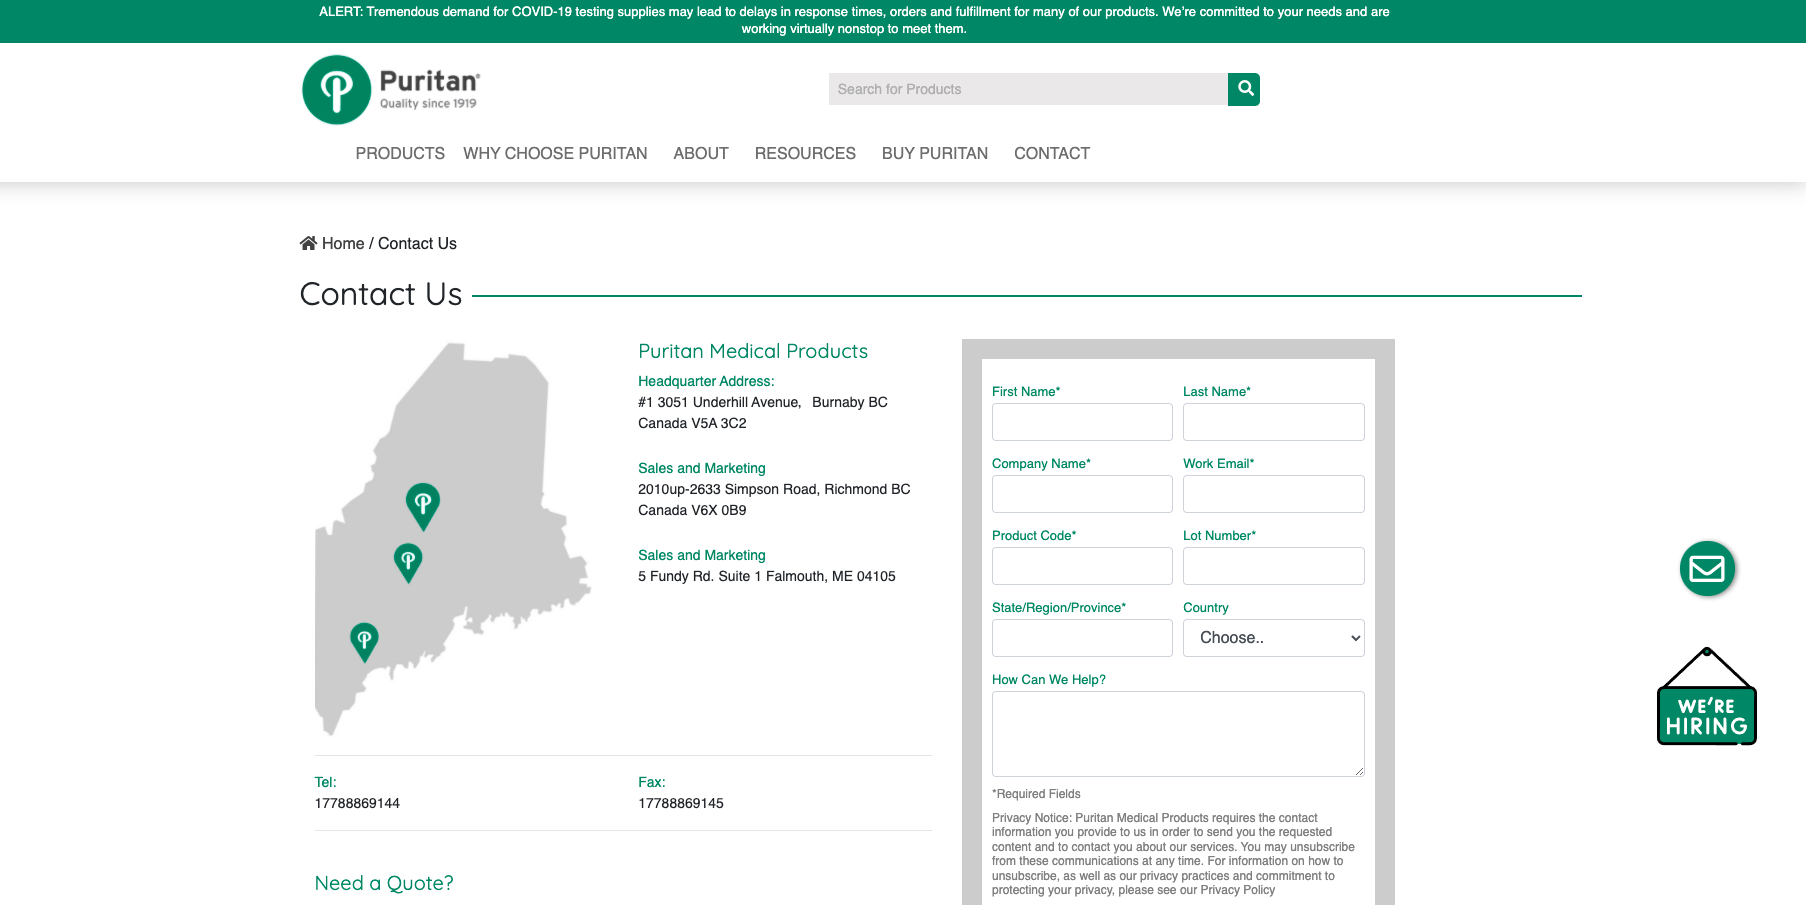 ALERT: Tremendous demand for COVID-19 testing supplies may lead to delays in response times, orders and fulfillment for many of our products. We're committed to your needs and are
working virtually nonstop to meet them.
Puritan®
Quality since 1919
Search for Products
PRODUCTS WHY CHOOSE PURITAN ABOUT RESOURCES BUY PURITAN CONTACT
Home / Contact Us
Contact Us
Puritan Medical Products
Headquarter Address:
#1 3051 Underhill Avenue, Burnaby BC
Canada V5A 3C2
Sales and Marketing
2010up-2633 Simpson Road, Richmond BC
Canada V6X 0B9
Sales and Marketing
5 Fundy Rd. Suite 1 Falmouth, ME 04105
Tel:
17788869144
Fax:
17788869145
Need a Quote?
First Name*
Last Name*
Company Name*
Work Email*
Product Code*
Lot Number*
State/Region/Province*
Country
Choose..
How Can We Help?
*Required Fields
Privacy Notice: Puritan Medical Products requires the contact
information you provide to us in order to send you the requested
content and to contact you about our services. You may unsubscribe
from these communications at any time. For information on how to
unsubscribe, as well as our privacy practices and commitment to
protecting your privacy, please see our Privacy Policy
WE'RE
HIRING